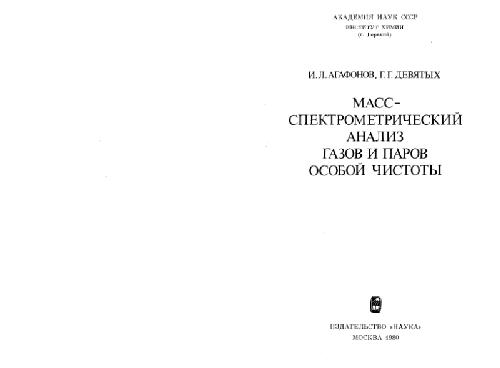 АКАДЕМИЯ НАУК СССР
ИНСТИТУТ ХИМИИ
(г. Горький)
И. Л. АГАФОНОВ, Г. Г. ДЕВЯТЫХ
МАСС-
СПЕКТРОМЕТРИЧЕСКИЙ
АНАЛИЗ
ГАЗОВ И ПАРОВ
ОСОБОЙ ЧИСТОТЫ
ИЗДАТЕЛЬСТВО «НАУКА»
МОСКВА 1980